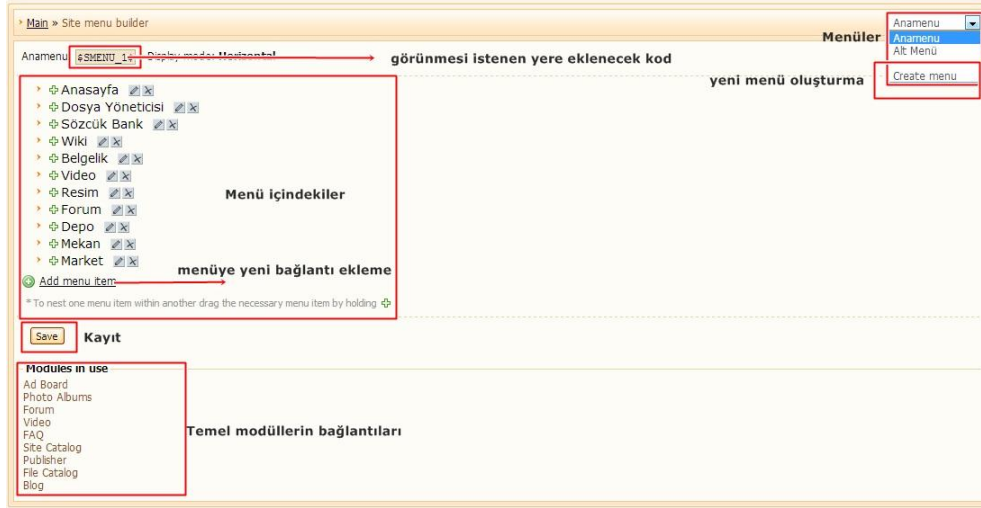 Main » Site menu builder
Anamenu
Menüler
Anamenu
Alt Menü
Create menu
yeni menü oluşturma
Anamenu $SMENU_1$ Display mode: Horizontal
görünmesi istenen yere eklenecek kod
Anasayfa
Dosya Yöneticisi
Sözcük Bank
Wiki
Belgelik
Video
Resim
Menü içindekiler
Forum
Depo
Mekan
Market
menüye yeni bağlantı ekleme
Add menu item
* To nest one menu item within another drag the necessary menu item by holding
Save
Kayıt
Modules in use
Ad Board
Photo Albums
Forum
Video
FAQ
Temel modüllerin bağlantıları
Site Catalog
Publisher
File Catalog
Blog